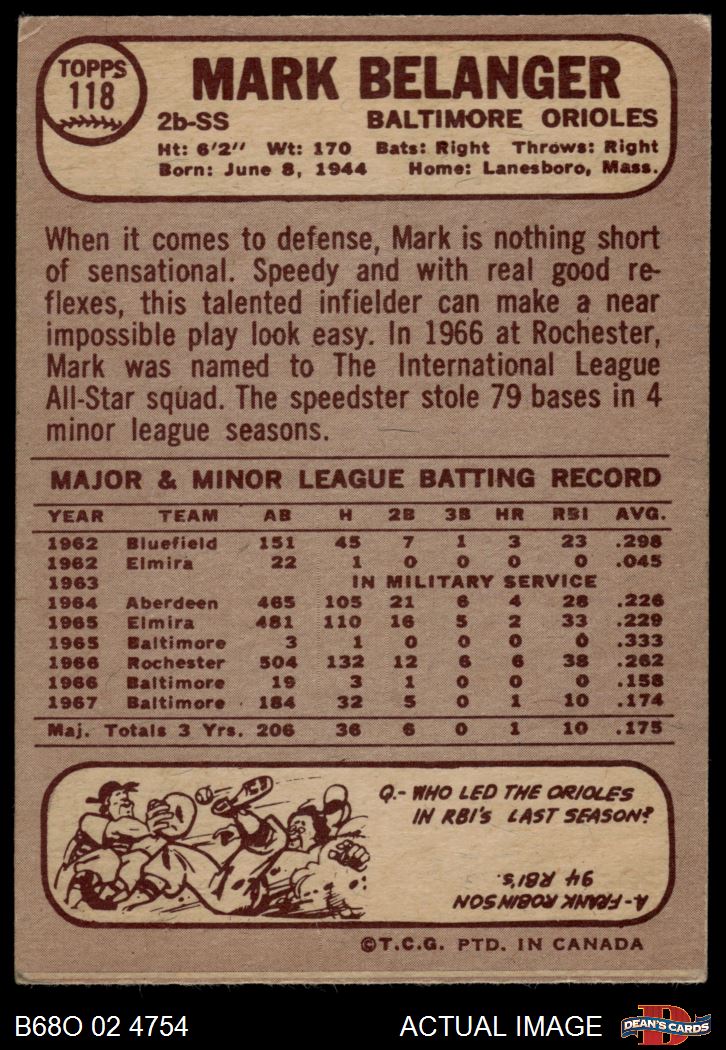 TOPPS
118
MARK BELANGER
2b-SS BALTIMORE ORIOLES
Ht: 6'2" Wt: 170 Bats: Right Throws: Right
Born: June 8, 1944 Home: Lanesboro, Mass.
When it comes to defense, Mark is nothing short
of sensational. Speedy and with real good re-
flexes, this talented infielder can make a near
impossible play look easy. In 1966 at Rochester,
Mark was named to The International League
All-Star squad. The speedster stole 79 bases in 4
minor league seasons.
MAJOR & MINOR LEAGUE BATTING RECORD
YEAR TEAM AB H 2B 3B HR RBI AVG.
1962 Bluefield 151 45 7 1 3 23 .298
1962 Elmira 22 1 0 0 0 0 .045
1963 IN MILITARY SERVICE
1964 Aberdeen 465 105 21 6 4 28 .226
1965 Elmira 481 110 16 5 2 33 .229
1965 Baltimore 3 1 0 0 0 0 .333
1966 Rochester 504 132 12 6 6 38 .262
1966 Baltimore 19 3 1 0 0 0 .158
1967 Baltimore 184 32 5 0 1 10 .174
Maj. Totals 3 Yrs. 206 36 6 0 1 10 .175
Q.- WHO LED THE ORIOLES
IN RBI'S LAST SEASON?
A- FRANK ROBINSON
94 RBI'S.
©T.C.G. PTD. IN CANADA
B68O 02 4754 ACTUAL IMAGE
D
DEAN'S CARDS